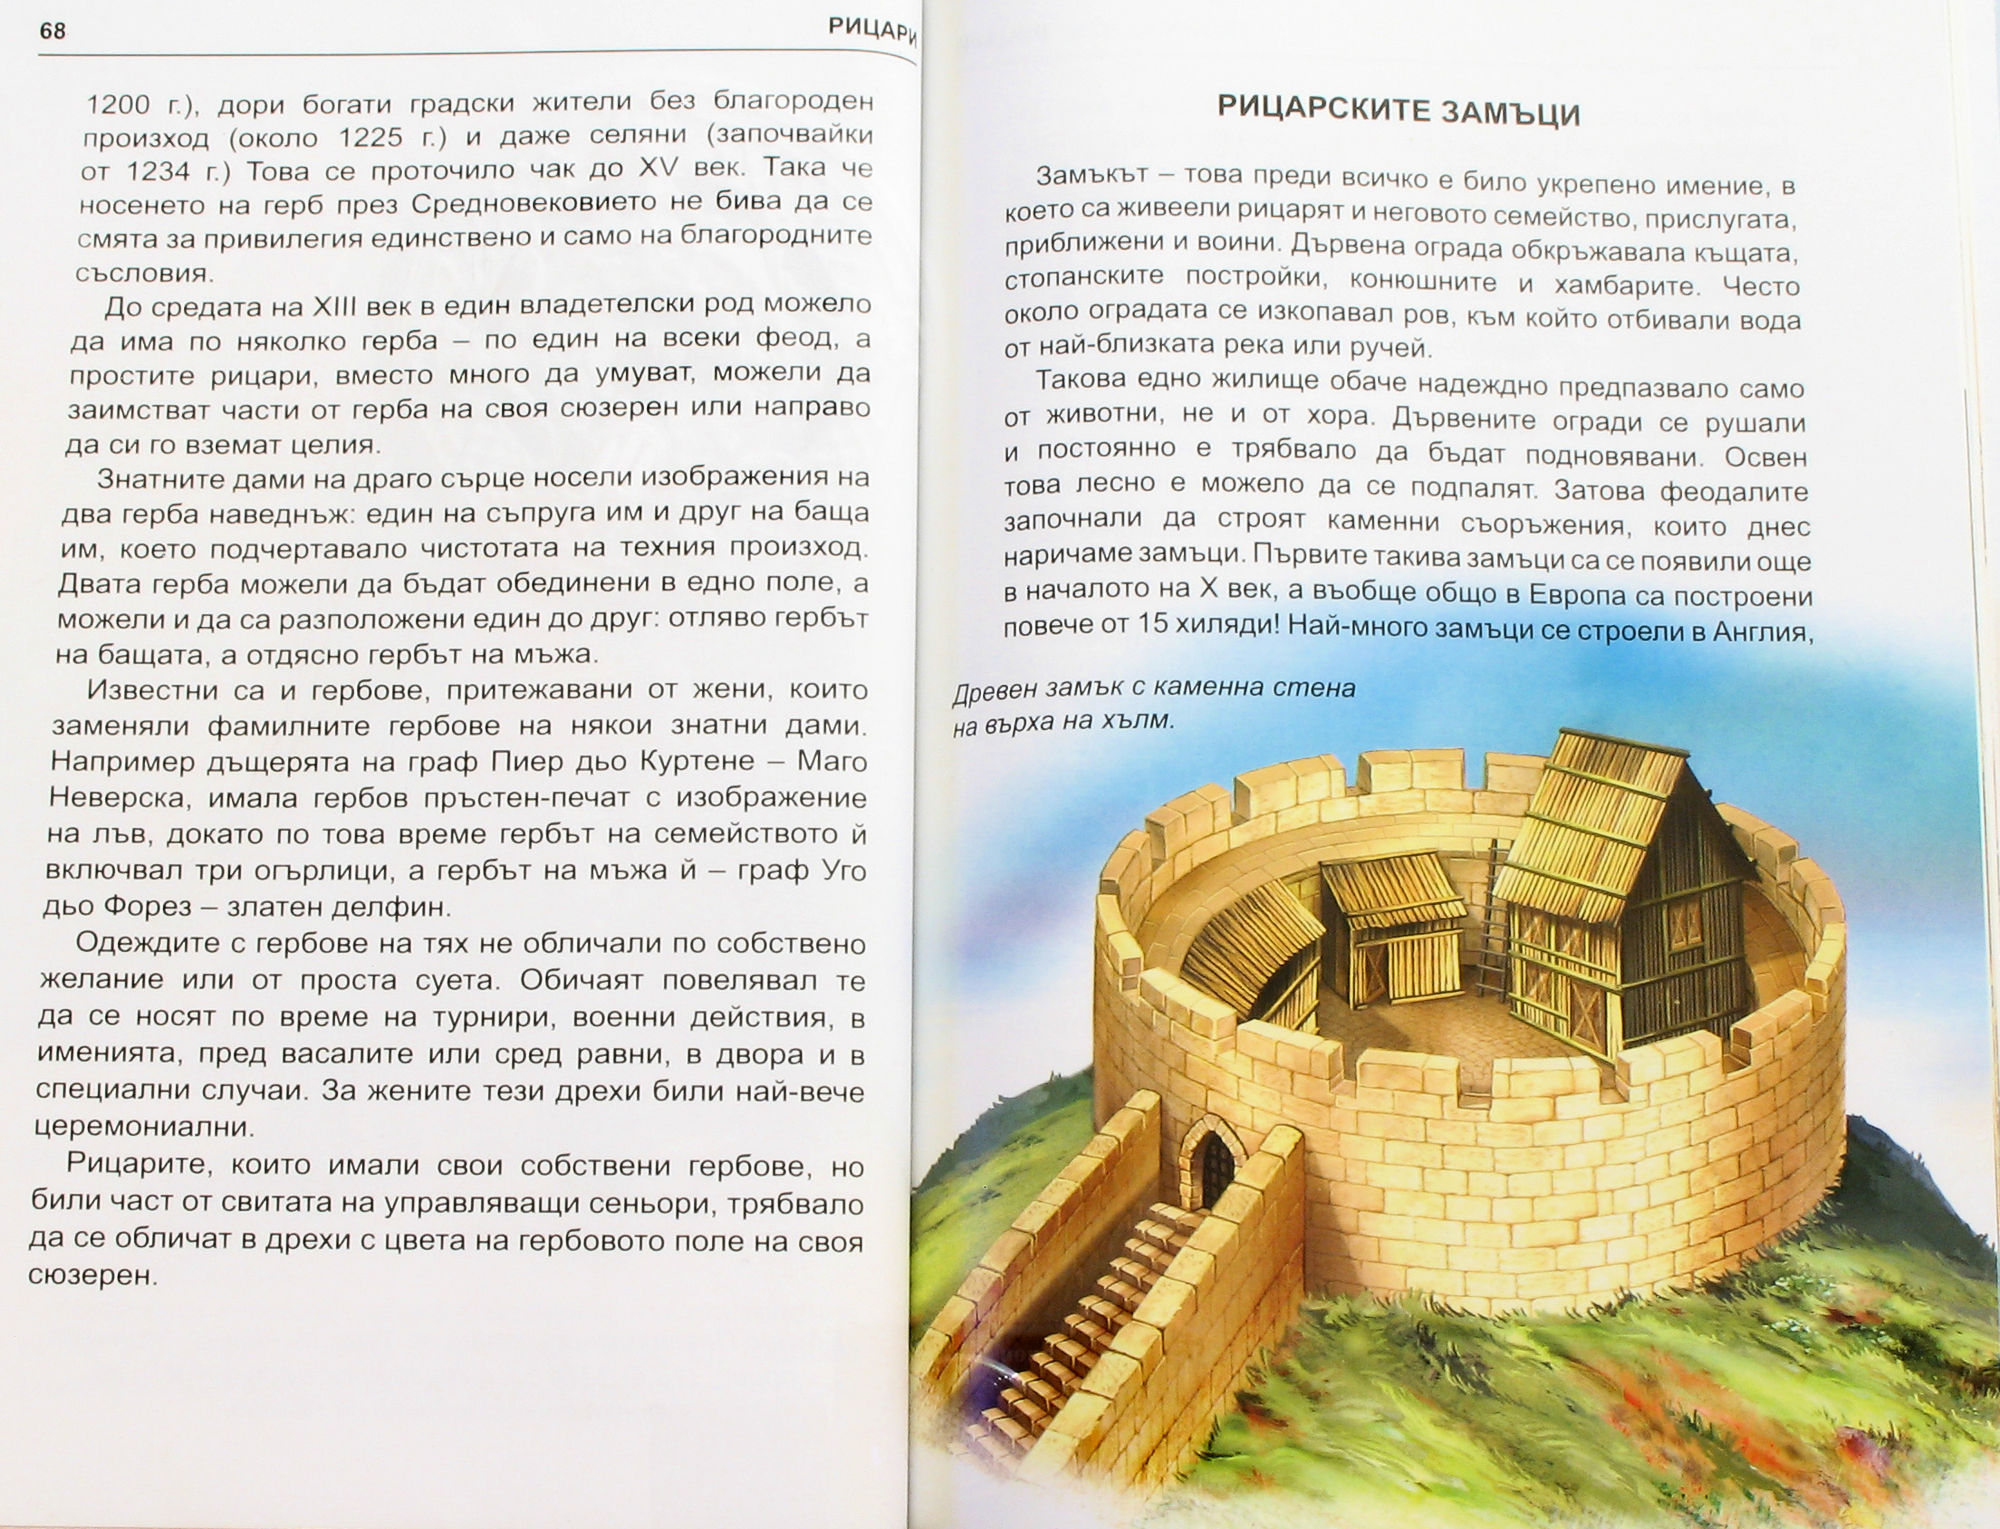 68
РИЦАРИ
1200 г.), дори богати градски жители без благороден
произход (около 1225 г.) и даже селяни (започвайки
от 1234 г.) Това се проточило чак до XV век. Така че
носенето на герб през Средновековието не бива да се
смята за привилегия единствено и само на благородните
съсловия.
До средата на XIII век в един владетелски род можело
да има по няколко герба – по един на всеки феод, а
простите рицари, вместо много да умуват, можели да
заимстват части от герба на своя сюзерен или направо
да си го вземат целия.
Знатните дами на драго сърце носели изображения на
два герба наведнъж: един на съпруга им и друг на баща
им, което подчертавало чистотата на техния произход.
Двата герба можели да бъдат обединени в едно поле, а
можели и да са разположени един до друг: отляво гербът
на бащата, а отдясно гербът на мъжа.
Известни са и гербове, притежавани от жени, които
заменяли фамилните гербове на някои знатни дами.
Например дъщерята на граф Пиер дьо Куртене – Маго
Неверска, имала гербов пръстен-печат с изображение
на лъв, докато по това време гербът на семейството й
включвал три огърлици, а гербът на мъжа й – граф Уго
дьо Форез – златен делфин.
Одеждите с гербове на тях не обличали по собствено
желание или от проста суета. Обичаят повелявал те
да се носят по време на турнири, военни действия, в
именията, пред васалите или сред равни, в двора и в
специални случаи. За жените тези дрехи били най-вече
церемониални.
Рицарите, които имали свои собствени гербове, но
били част от свитата на управляващи сеньори, трябвало
да се обличат в дрехи с цвета на гербовото поле на своя
сюзерен.
РИЦАРСКИТЕ ЗАМЪЦИ
Замъкът – това преди всичко е било укрепено имение, в
което са живеели рицарят и неговото семейство, прислугата,
приближени и воини. Дървена ограда обкръжавала къщата,
стопанските постройки, конюшните и хамбарите. Често
около оградата се изкопавал ров, към който отбивали вода
от най-близката река или ручей.
Такова едно жилище обаче надеждно предпазвало само
от животни, не и от хора. Дървените огради се рушали
и постоянно е трябвало да бъдат подновявани. Освен
това лесно е можело да се подпалят. Затова феодалите
започнали да строят каменни съоръжения, които днес
наричаме замъци. Първите такива замъци са се появили още
в началото на X век, а въобще общо в Европа са построени
повече от 15 хиляди! Най-много замъци се строели в Англия,
Древен замък с каменна стена
на върха на хълм.